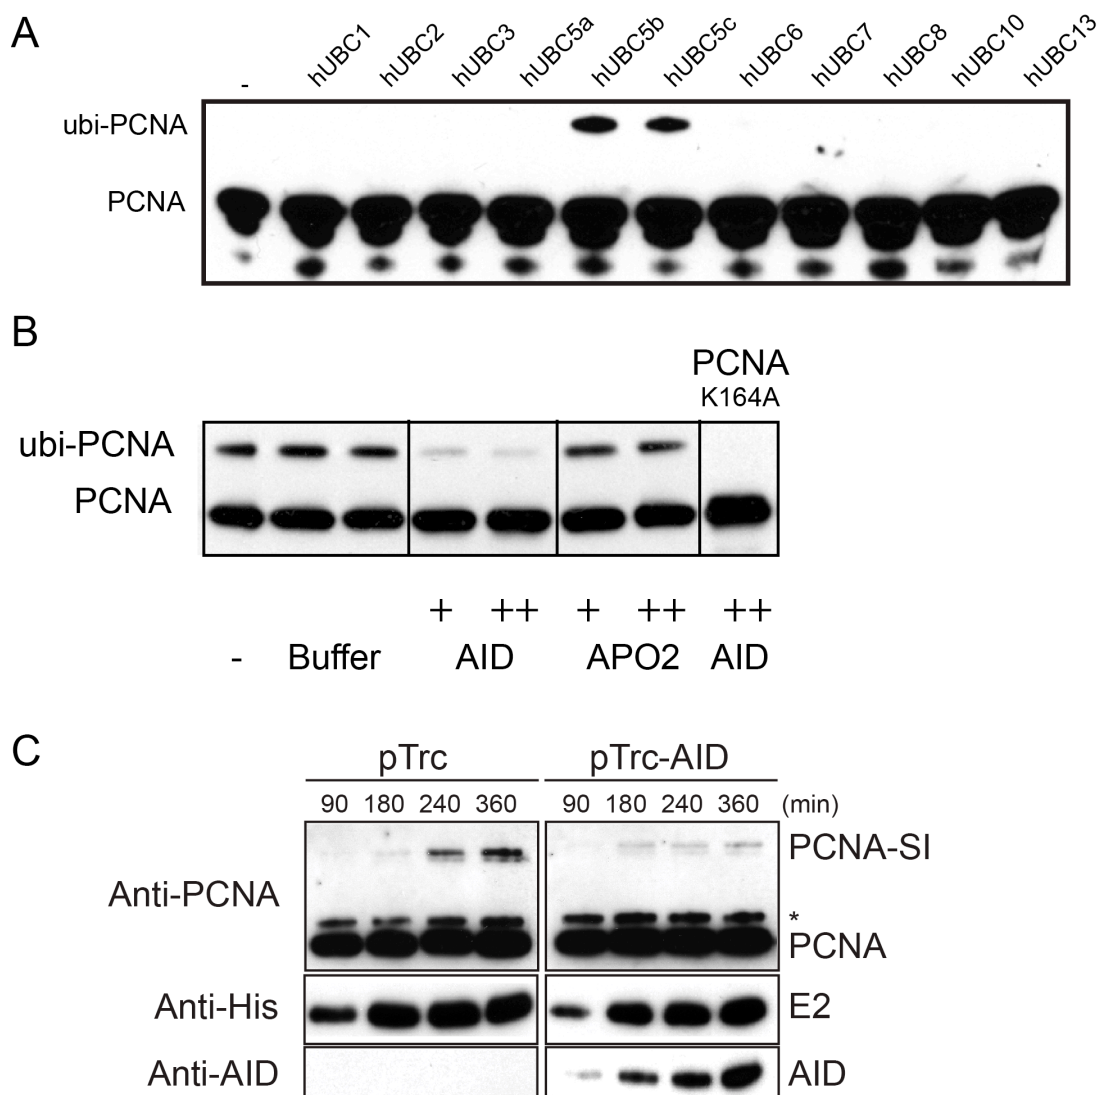 A
- hUBC1 hUBC2 hUBC3 hUBC5a hUBC5b hUBC5c hUBC6 hUBC7 hUBC8 hUBC10 hUBC13
ubi-PCNA
PCNA
B
PCNA
K164A
ubi-PCNA
PCNA
+ ++ + ++ ++
- Buffer AID APO2 AID
C
pTrc pTrc-AID
90 180 240 360 90 180 240 360 (min)
PCNA-SI
Anti-PCNA
*
PCNA
Anti-His E2
Anti-AID AID